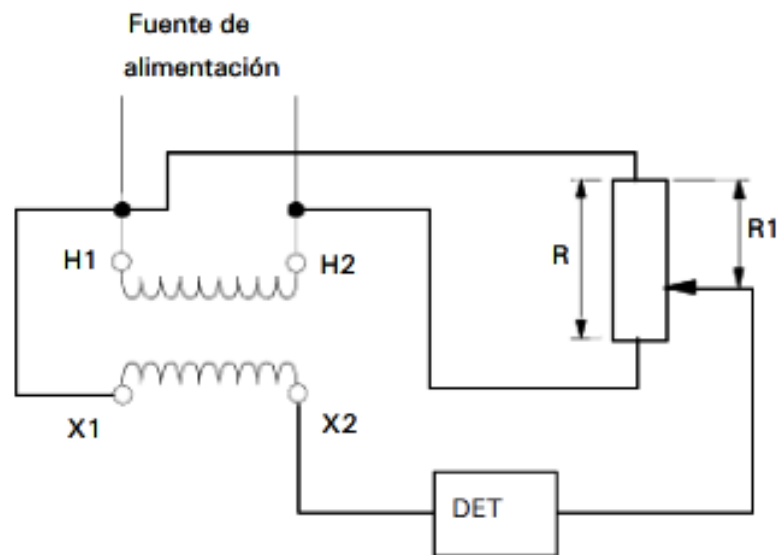 Fuente de
alimentación
H1
H2
R
R1
X1
X2
DET